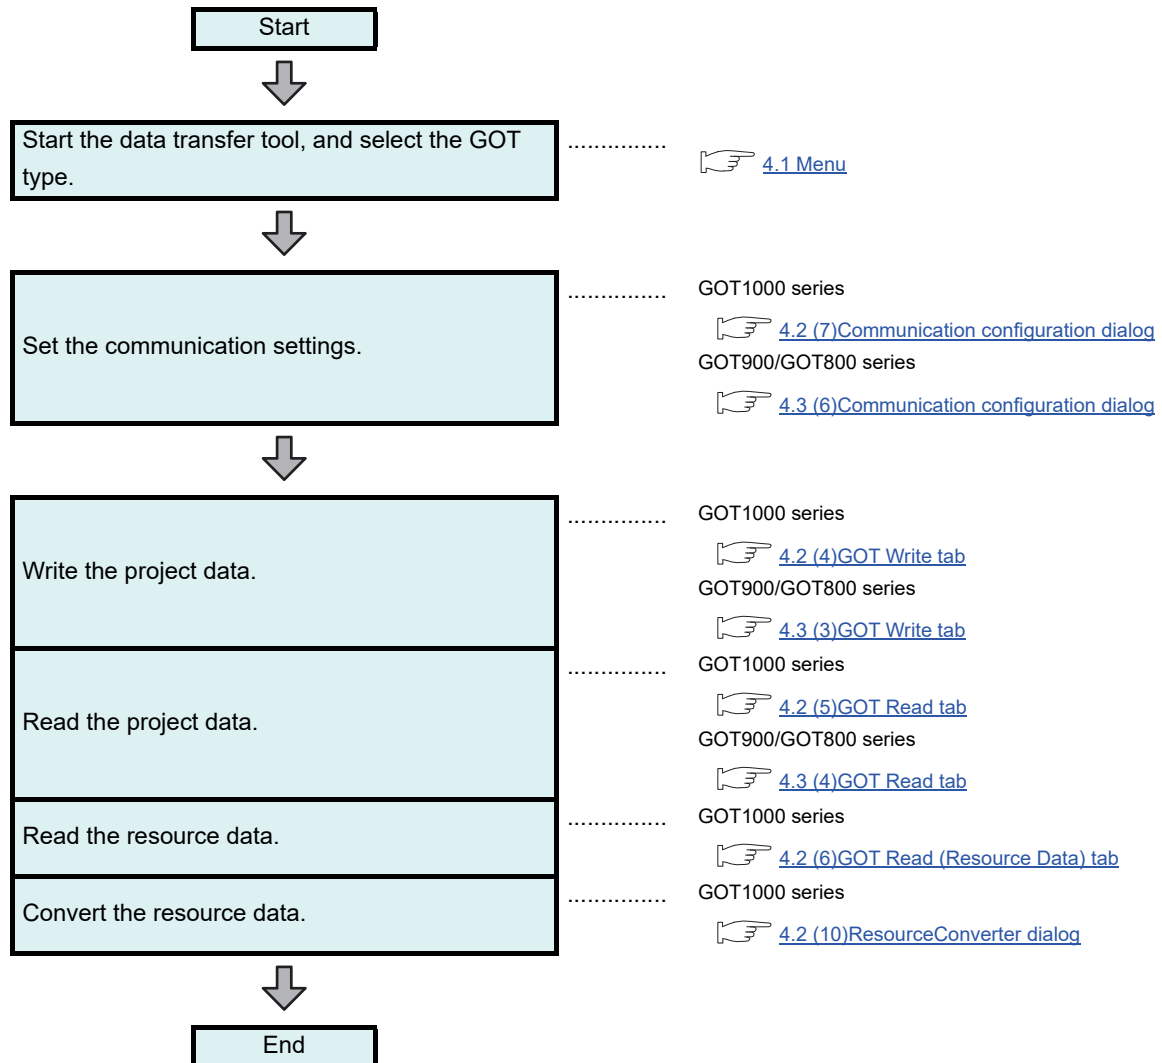 Start
Start the data transfer tool, and select the GOT
type.
...............
4.1 Menu
Set the communication settings.
...............
GOT1000 series
4.2 (7)Communication configuration dialog
GOT900/GOT800 series
4.3 (6)Communication configuration dialog
Write the project data.
...............
GOT1000 series
4.2 (4)GOT Write tab
GOT900/GOT800 series
4.3 (3)GOT Write tab
Read the project data.
...............
GOT1000 series
4.2 (5)GOT Read tab
GOT900/GOT800 series
4.3 (4)GOT Read tab
Read the resource data.
...............
GOT1000 series
4.2 (6)GOT Read (Resource Data) tab
Convert the resource data.
...............
GOT1000 series
4.2 (10)ResourceConverter dialog
End